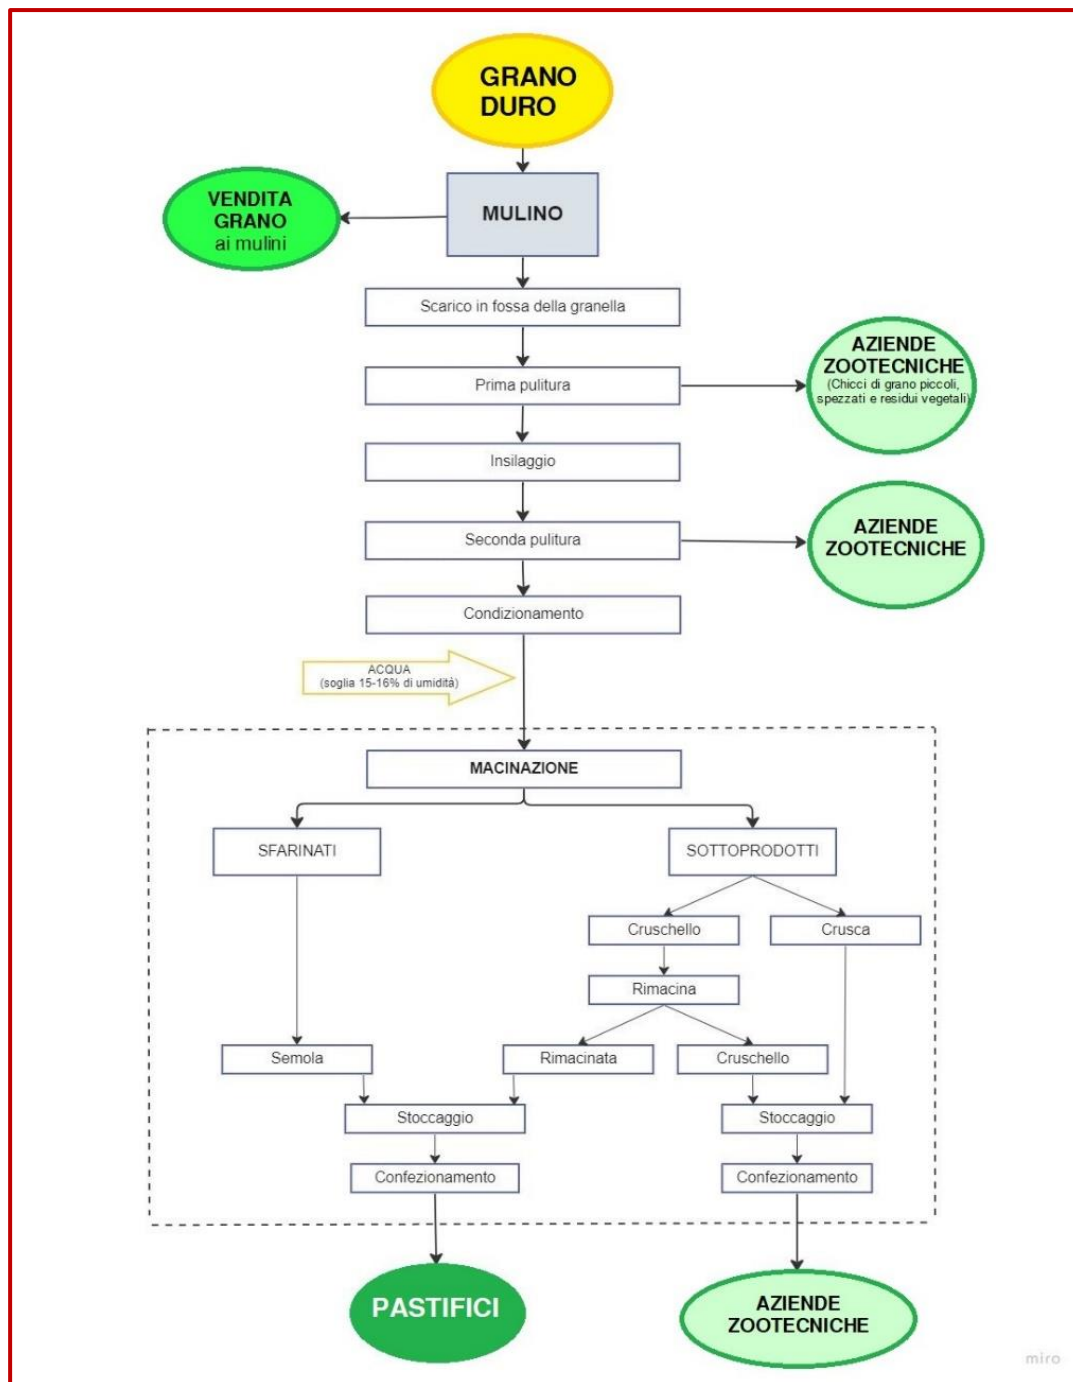 GRANO
DURO
VENDITA
GRANO
ai mulini
MULINO
Scarico in fossa della granella
AZIENDE
ZOOTECNICHE
(Chicci di grano piccoli,
spezzati e residui vegetali)
Prima pulitura
Insilaggio
Seconda pulitura
AZIENDE
ZOOTECNICHE
Condizionamento
ACQUA
(soglia 15-16% di umidità)
MACINAZIONE
SFARINATI
SOTTOPRODOTTI
Cruschello
Crusca
Rimacina
Semola
Rimacinata
Cruschello
Stoccaggio
Stoccaggio
Confezionamento
Confezionamento
PASTIFICI
AZIENDE
ZOOTECNICHE
miro